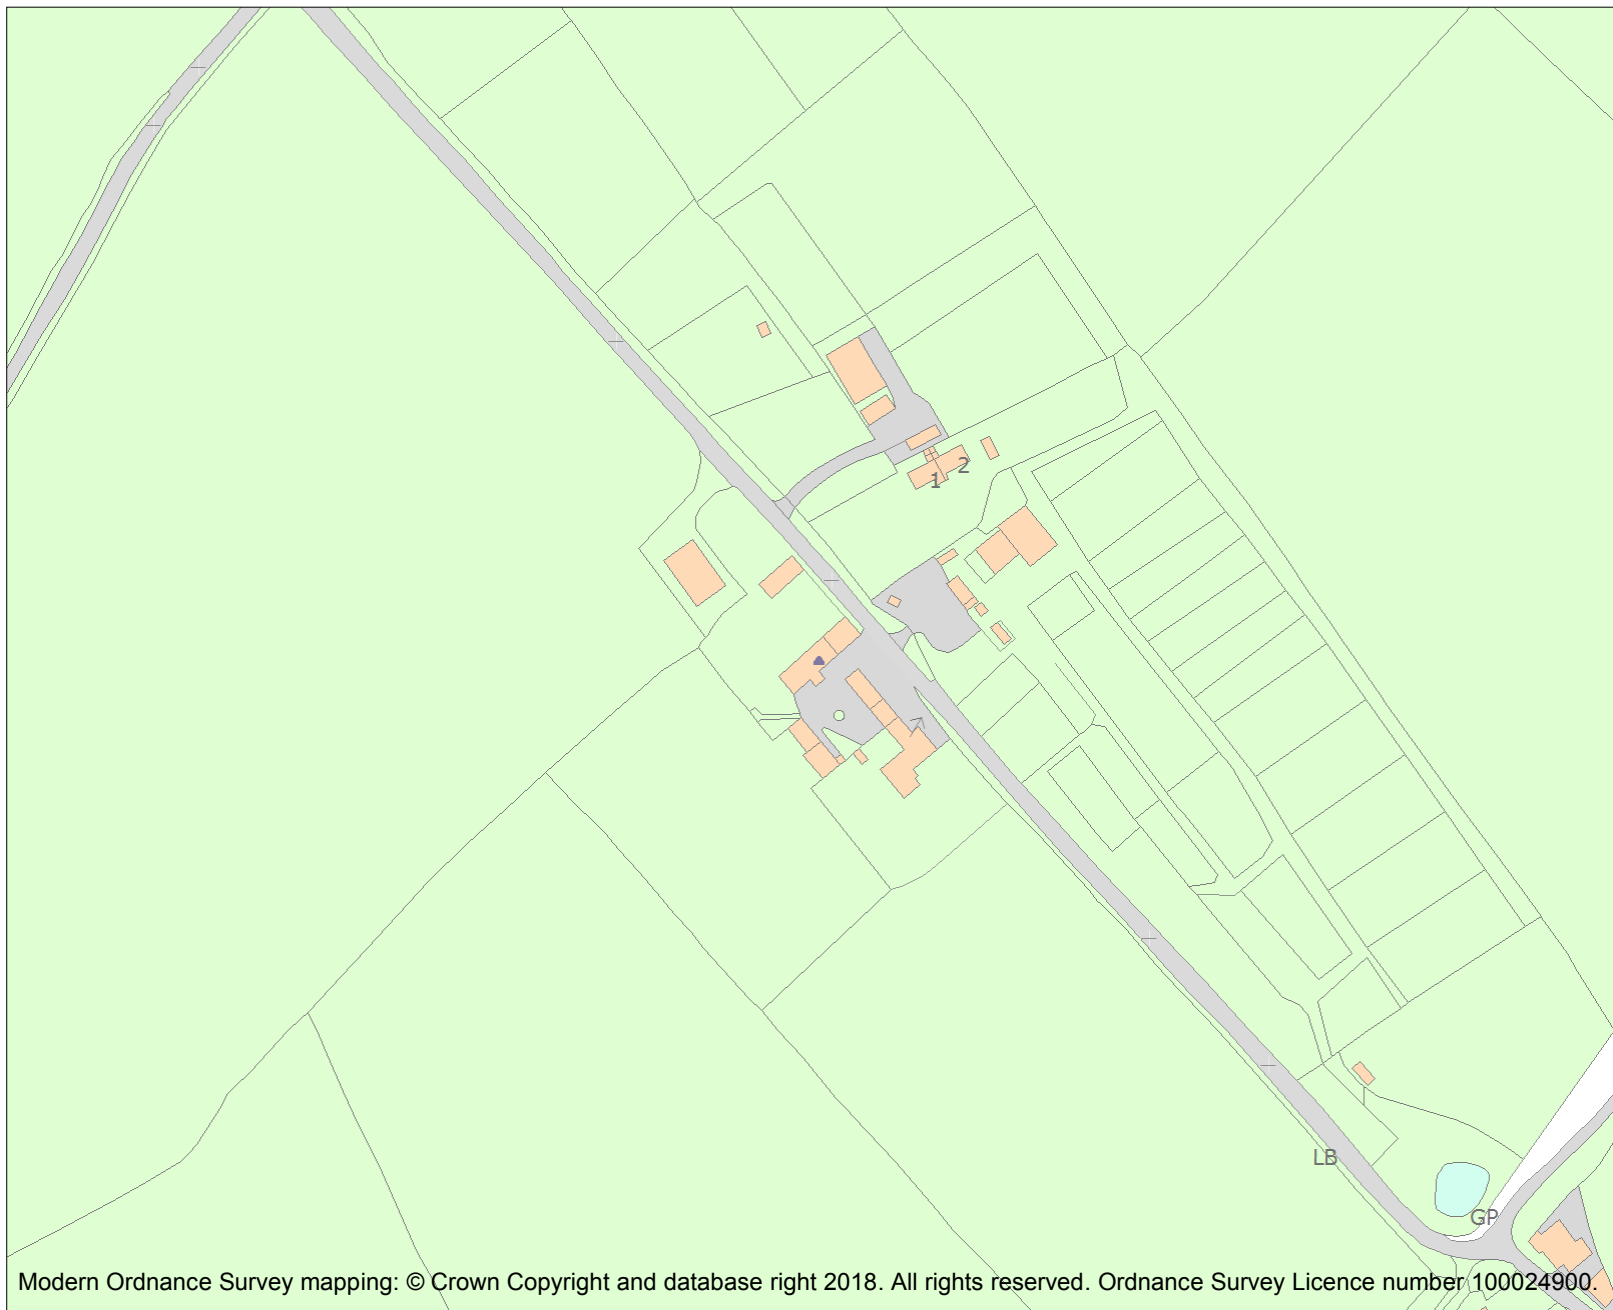 2
1
LB
GP
Modern Ordnance Survey mapping: © Crown Copyright and database right 2018. All rights reserved. Ordnance Survey Licence number 100024900.